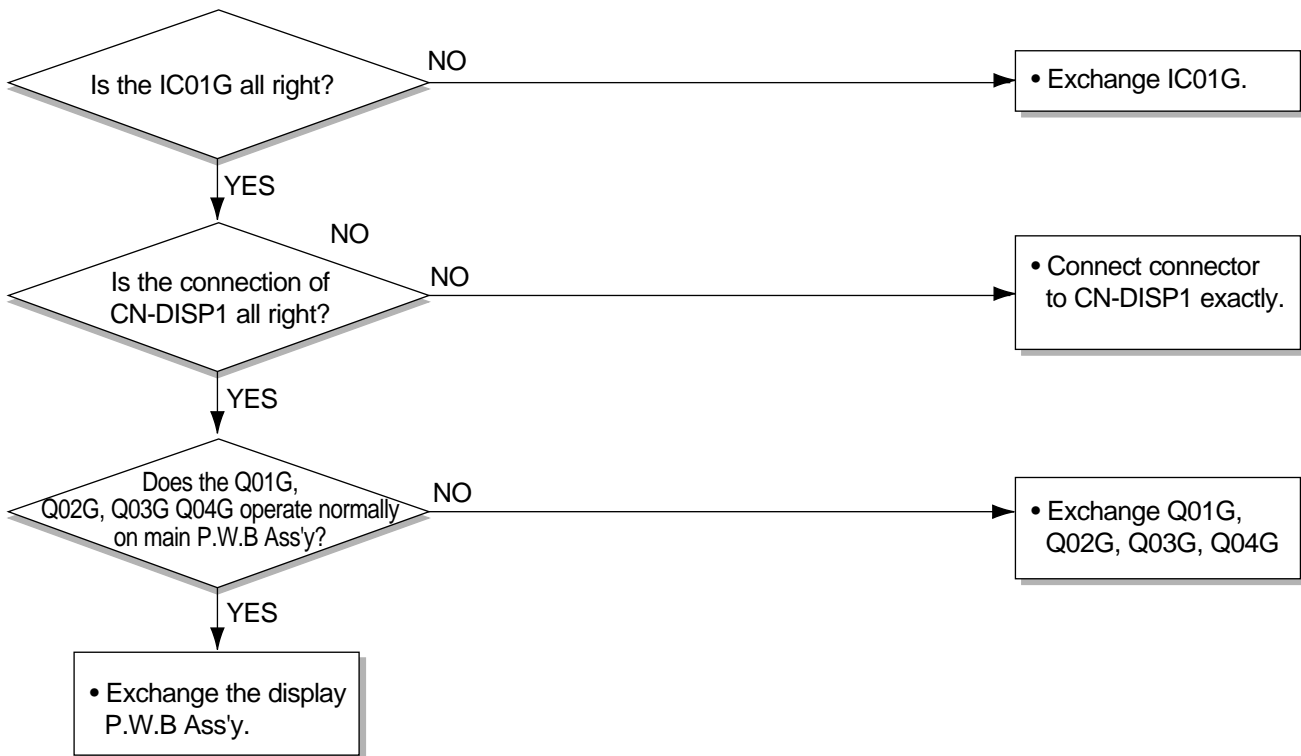 Is the IC01G all right?
NO
• Exchange IC01G.
YES
NO
Is the connection of
CN-DISP1 all right?
NO
• Connect connector
to CN-DISP1 exactly.
YES
Does the Q01G,
Q02G, Q03G Q04G operate normally
on main P.W.B Ass'y?
NO
• Exchange Q01G,
Q02G, Q03G, Q04G
YES
• Exchange the display
P.W.B Ass'y.